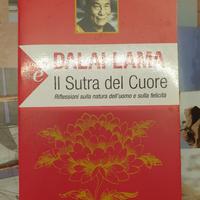 DALAI LAMA
Il Sutra del Cuore
Riflessioni sulla natura dell'uomo e sulla felicità